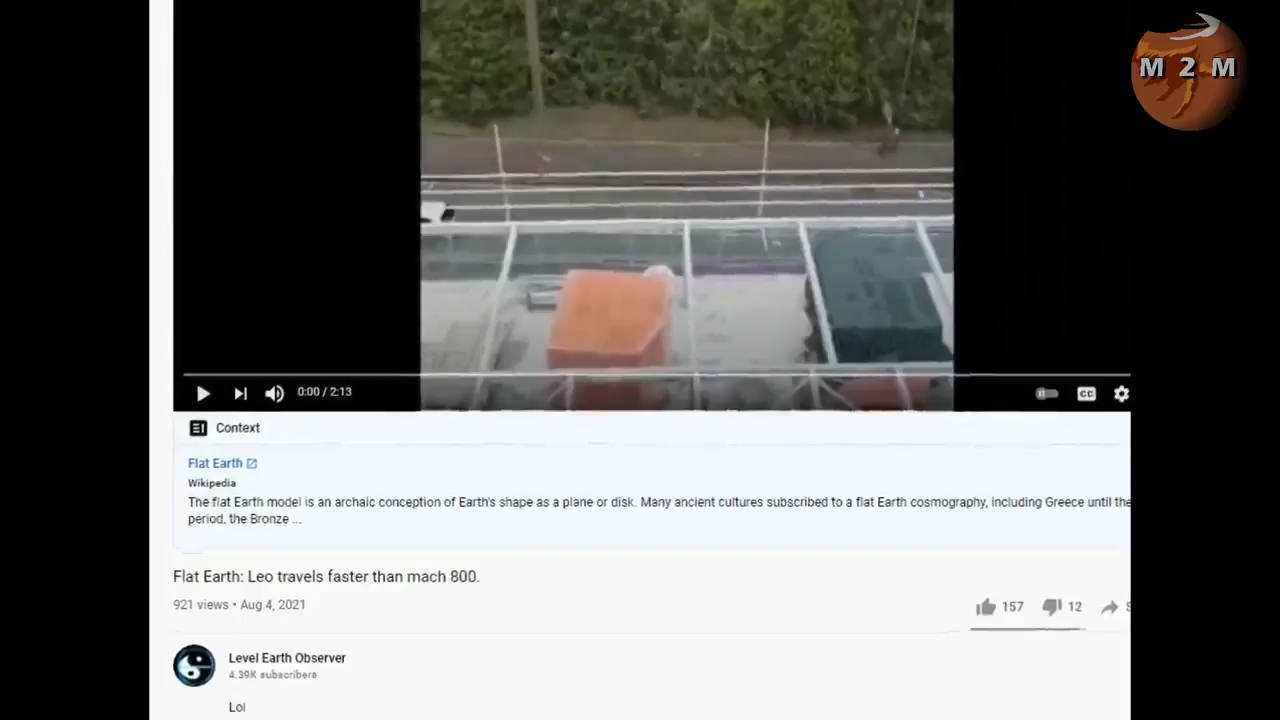 M 2 M
0:00 / 2:13
CC
Context
Flat Earth
Wikipedia
The flat Earth model is an archaic conception of Earth's shape as a plane or disk. Many ancient cultures subscribed to a flat Earth cosmography, including Greece until the
period, the Bronze ...
Flat Earth: Leo travels faster than mach 800.
921 views • Aug 4, 2021
157
12
S
Level Earth Observer
4.39K subscribers
Lol